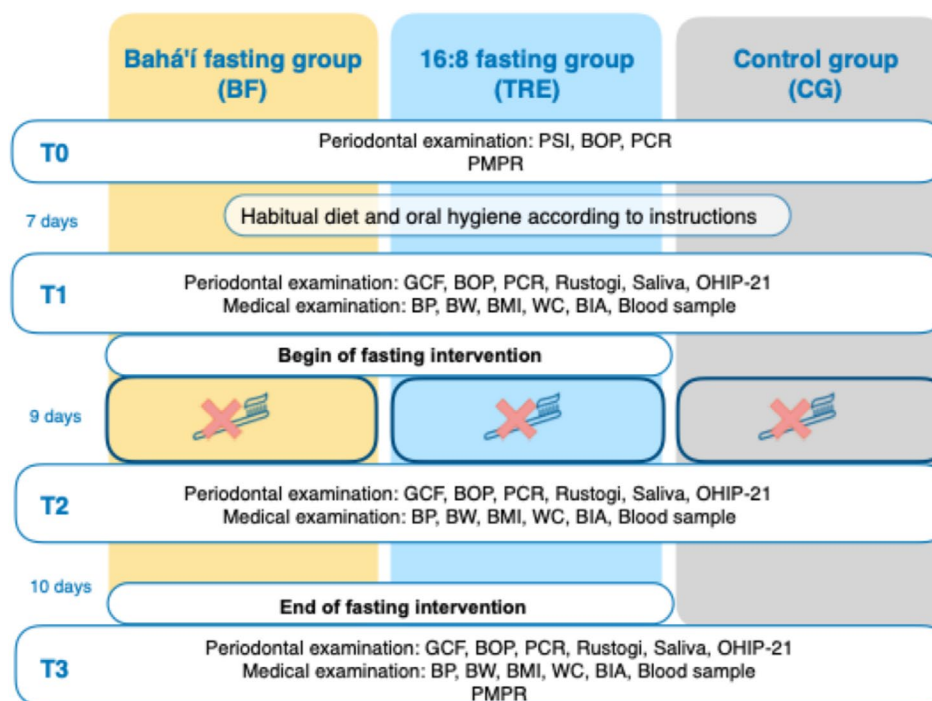 Bahá'í fasting group
(BF)
16:8 fasting group
(TRE)
Control group
(CG)
T0
Periodontal examination: PSI, BOP, PCR
PMPR
7 days
Habitual diet and oral hygiene according to instructions
T1
Periodontal examination: GCF, BOP, PCR, Rustogi, Saliva, OHIP-21
Medical examination: BP, BW, BMI, WC, BIA, Blood sample
Begin of fasting intervention
9 days
T2
Periodontal examination: GCF, BOP, PCR, Rustogi, Saliva, OHIP-21
Medical examination: BP, BW, BMI, WC, BIA, Blood sample
10 days
End of fasting intervention
T3
Periodontal examination: GCF, BOP, PCR, Rustogi, Saliva, OHIP-21
Medical examination: BP, BW, BMI, WC, BIA, Blood sample
PMPR